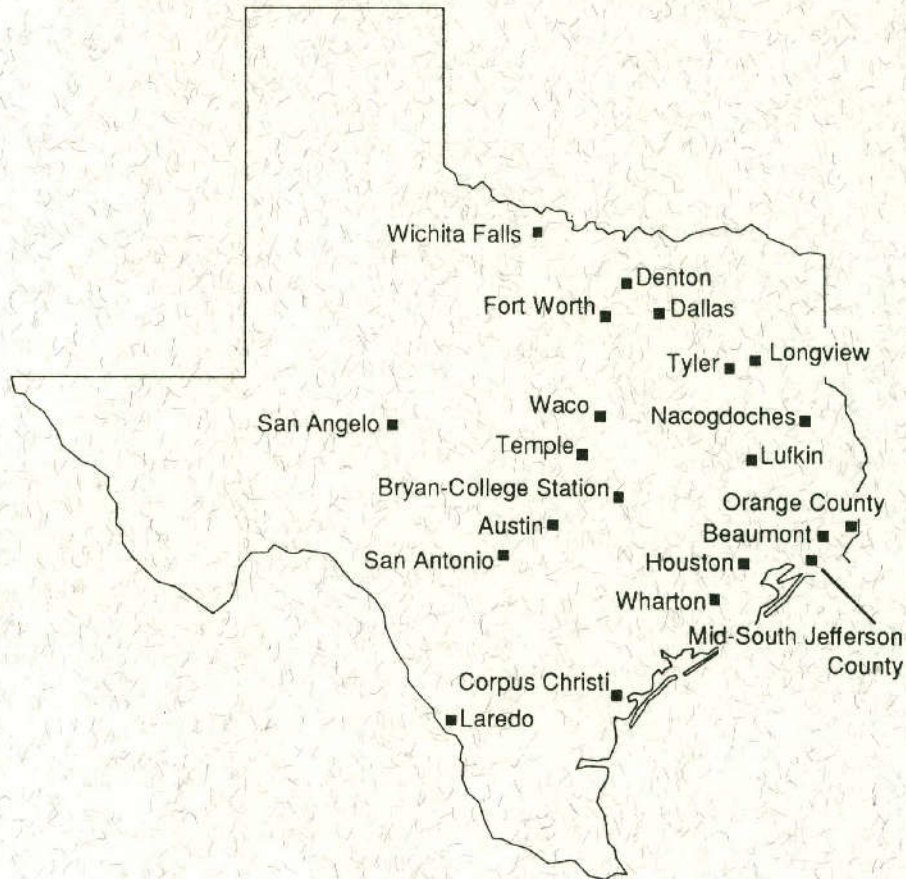 Wichita Falls
Denton
Fort Worth
Dallas
Tyler
Longview
Waco
San Angelo
Nacogdoches
Temple
Lufkin
Bryan-College Station
Orange County
Austin
Beaumont
San Antonio
Houston
Wharton
Mid-South Jefferson
County
Corpus Christi
Laredo